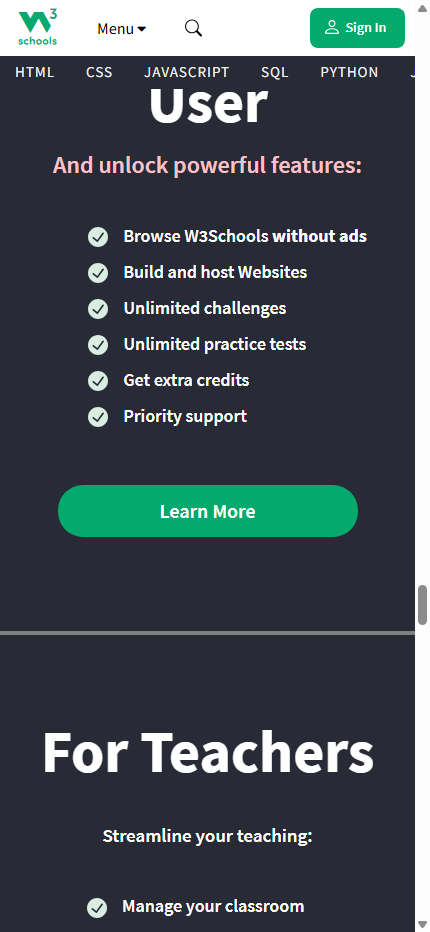 W3
schools
Menu
Sign In
HTML CSS JAVASCRIPT SQL PYTHON
User
And unlock powerful features:
Browse W3Schools without ads
Build and host Websites
Unlimited challenges
Unlimited practice tests
Get extra credits
Priority support
Learn More
For Teachers
Streamline your teaching:
Manage your classroom